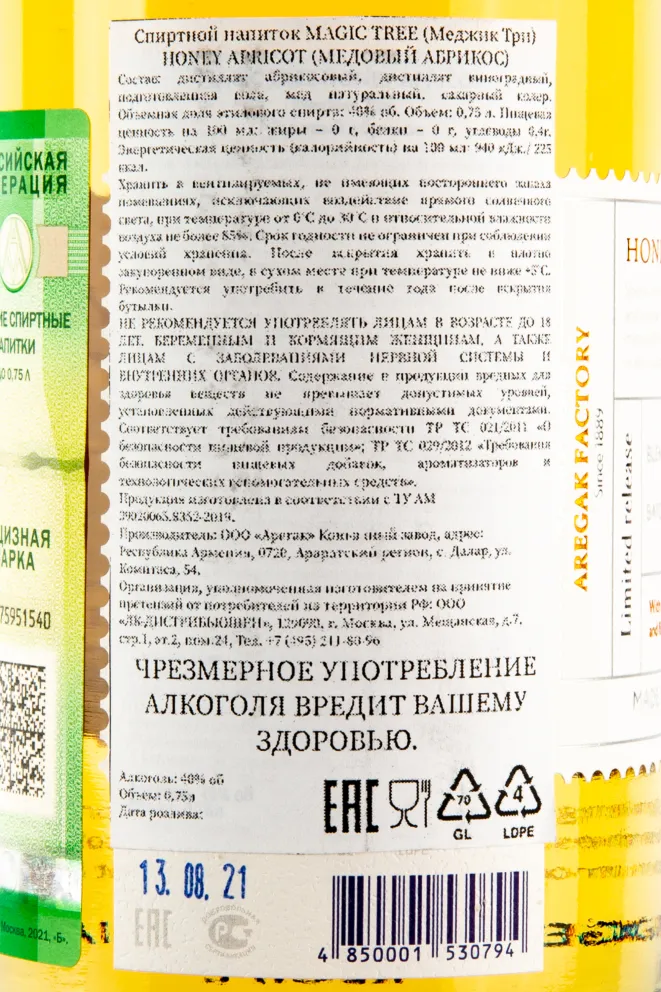 Спиртной напиток MAGIC TREE (Меджик Три)
HONEY APRICOT (МЕДОВЫЙ АБРИКОС)
Состав: дистиллят абрикосовый, дистиллят виноградный,
подготовленная вода, мед натуральный, сахарный колер.
Объемная доля этилового спирта: 40% об. Объем: 0,75 л. Пищевая
ценность на 100 мл: жиры – 0 г, белки – 0 г, углеводы 0,4г.
Энергетическая ценность (калорийность) на 100 мл: 940 кДж./ 225
ккал.
Хранить в вентилируемых, не имеющих постороннего запаха
помещениях, исключающих воздействие прямого солнечного
света, при температуре от 0°С до 30°С и относительной влажности
воздуха не более 85%. Срок годности не ограничен при соблюдении
условий хранения. После вскрытия хранить в плотно
закупоренном виде, в сухом месте при температуре не ниже +5°С.
Рекомендуется употребить в течение года после вскрытия
бутылки.
НЕ РЕКОМЕНДУЕТСЯ УПОТРЕБЛЯТЬ ЛИЦАМ В ВОЗРАСТЕ ДО 18
ЛЕТ, БЕРЕМЕННЫМ И КОРМЯЩИМ ЖЕНЩИНАМ, А ТАКЖЕ
ЛИЦАМ С ЗАБОЛЕВАНИЯМИ НЕРВНОЙ СИСТЕМЫ И
ВНУТРЕННИХ ОРГАНОВ. Содержание в продукции вредных для
здоровья веществ не превышает допустимых уровней,
установленных действующими нормативными документами.
Соответствует требованиям безопасности ТР ТС 021/2011 «О
безопасности пищевой продукции»; ТР ТС 029/2012 «Требования
безопасности пищевых добавок, ароматизаторов и
технологических вспомогательных средств».
Продукция изготовлена в соответствии с ТУ АМ
39020063.8352-2019.
Производитель: ООО «Арегак» Коньячный завод, адрес:
Республика Армения, 0720, Араратский регион, с. Далар, ул.
Комитаса, 54.
Организация, уполномоченная изготовителем на принятие
претензий от потребителей на территории РФ: ООО
«ЛК-ДИСТРИБЬЮШЕН», 129090, г. Москва, ул. Мещанская, д.7,
стр.1, эт.2, ком.24, Тел. +7 (495) 211-80-96
ЧРЕЗМЕРНОЕ УПОТРЕБЛЕНИЕ
АЛКОГОЛЯ ВРЕДИТ ВАШЕМУ
ЗДОРОВЬЮ.
Алкоголь: 40% об
Объем: 0,75л
Дата розлива:
EAC
70
GL
4
LDPE
13. 08. 21
EAC
ДОБРОВОЛЬНАЯ
4 850001 530794
СИЙСКАЯ
ЕРАЦИЯ
ИЕ СПИРТНЫЕ
АПИТКИ
ДО 0.75 Л
ЦИЗНАЯ
АРКА
75951540
Москва, 2021, «Б».
AREGAK FACTORY
Since 1889
Limited release
HON